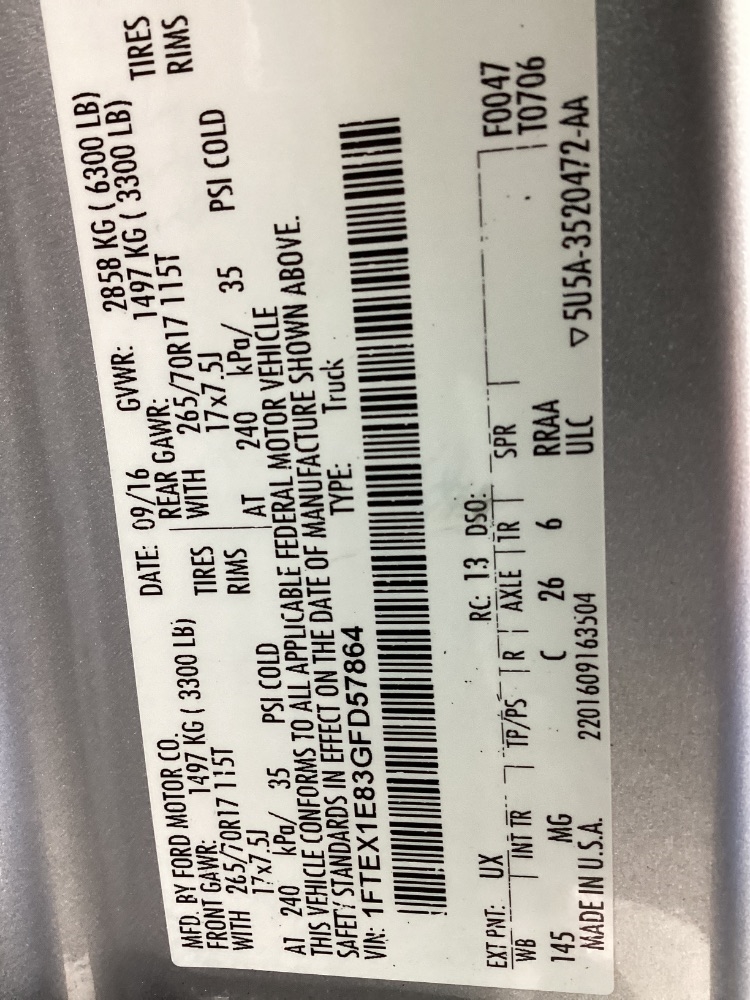 MFD. BY FORD MOTOR CO. DATE: 09/16 GVWR: 2858 KG ( 6300 LB)
FRONT GAWR: 1497 KG ( 3300 LB) REAR GAWR: 1497 KG ( 3300 LB)
WITH 265/70R17 115T TIRES WITH 265/70R17 115T TIRES
17x7.5J RIMS 17x7.5J RIMS
AT 240 kPa/ 35 PSI COLD AT 240 kPa/ 35 PSI COLD
THIS VEHICLE CONFORMS TO ALL APPLICABLE FEDERAL MOTOR VEHICLE
SAFETY STANDARDS IN EFFECT ON THE DATE OF MANUFACTURE SHOWN ABOVE.
VIN: 1FTEX1E83GFD57864 TYPE: Truck
EXT PNT: UX RC: 13 DSO: F0047
WB INT TR TP/PS R AXLE TR SPR T0706
145 MG C 26 6 RRAA
MADE IN U.S.A. 2201609163504 ULC ▽5U5A-3520472-AA